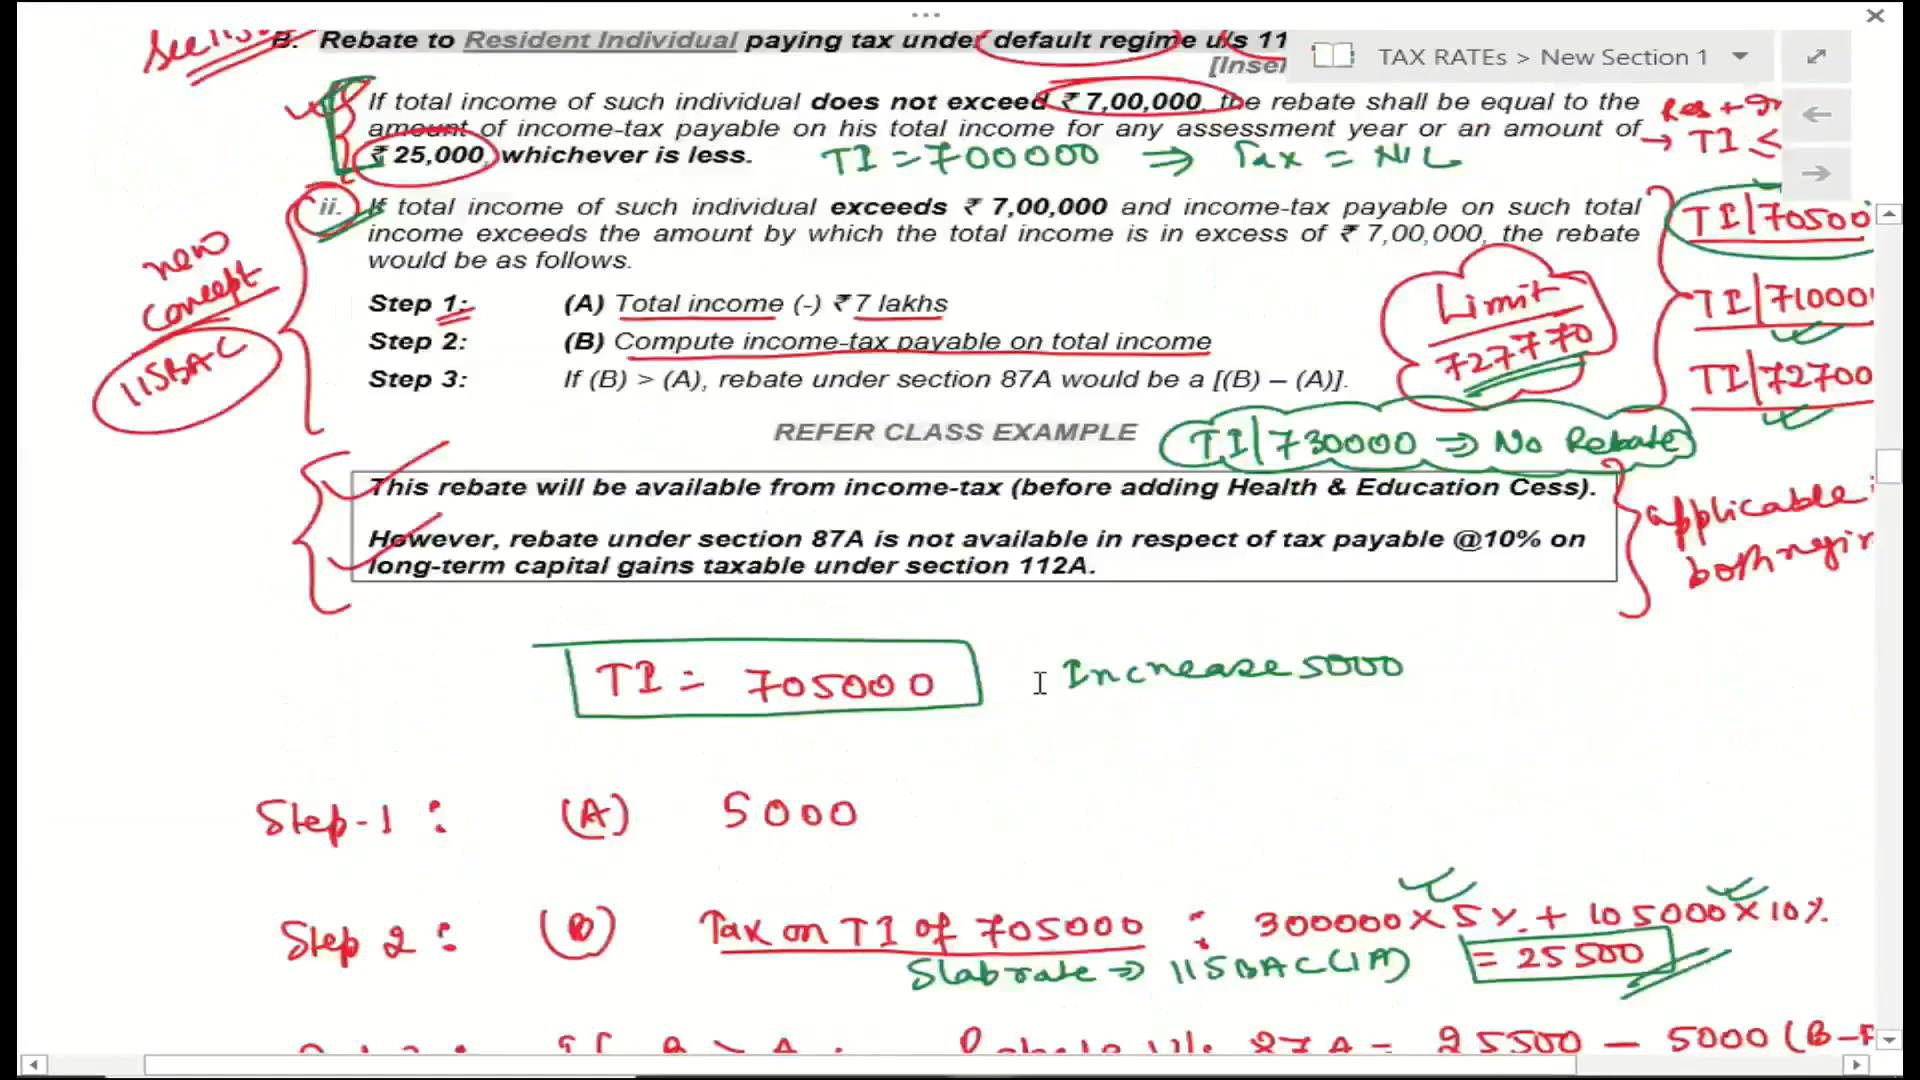 B. Rebate to Resident Individual paying tax under default regime u/s 11
TAX RATEs > New Section 1
If total income of such individual does not exceed ₹ 7,00,000, the rebate shall be equal to the
amount of income-tax payable on his total income for any assessment year or an amount of
₹ 25,000, whichever is less.
TI = 700000 ⇒ Tax = NIL
→ TI ≤
ii. If total income of such individual exceeds ₹ 7,00,000 and income-tax payable on such total
income exceeds the amount by which the total income is in excess of ₹ 7,00,000, the rebate
would be as follows.
TI|70500
new
concept
115BAC
Step 1: (A) Total income (-) ₹ 7 lakhs
Step 2: (B) Compute income-tax payable on total income
Step 3: If (B) > (A), rebate under section 87A would be a [(B) – (A)].
Limit
727770
TI|71000
TI|72700
REFER CLASS EXAMPLE
TI|730000 ⇒ No Rebate
This rebate will be available from income-tax (before adding Health & Education Cess).
However, rebate under section 87A is not available in respect of tax payable @10% on
long-term capital gains taxable under section 112A.
applicable
both
TI = 705000
Increase 5000
Step-1 : (A) 5000
Step 2 : (B) Tax on TI of 705000 : 300000 X 5% + 105000 X 10%
Slab rate ⇒ 115BAC(1A)
= 25500
87A = 25500 – 5000 (B-